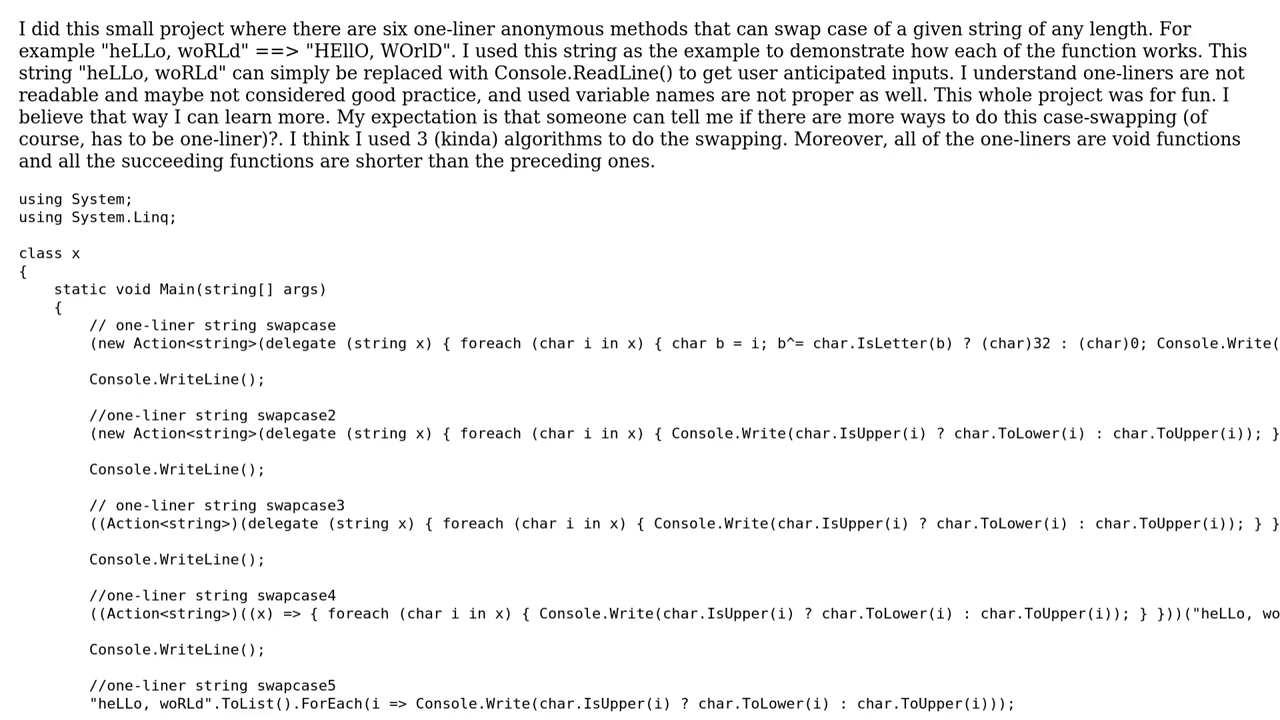 I did this small project where there are six one-liner anonymous methods that can swap case of a given string of any length. For
example "heLLo, woRLd" ==> "HEllO, WOrlD". I used this string as the example to demonstrate how each of the function works. This
string "heLLo, woRLd" can simply be replaced with Console.ReadLine() to get user anticipated inputs. I understand one-liners are not
readable and maybe not considered good practice, and used variable names are not proper as well. This whole project was for fun. I
believe that way I can learn more. My expectation is that someone can tell me if there are more ways to do this case-swapping (of
course, has to be one-liner)?. I think I used 3 (kinda) algorithms to do the swapping. Moreover, all of the one-liners are void functions
and all the succeeding functions are shorter than the preceding ones.
using System;
using System.Linq;
class x
{
static void Main(string[] args)
{
// one-liner string swapcase
(new Action<string>(delegate (string x) { foreach (char i in x) { char b = i; b^= char.IsLetter(b) ? (char)32 : (char)0; Console.Write(
Console.WriteLine();
//one-liner string swapcase2
(new Action<string>(delegate (string x) { foreach (char i in x) { Console.Write(char.IsUpper(i) ? char.ToLower(i) : char.ToUpper(i)); }
Console.WriteLine();
// one-liner string swapcase3
((Action<string>)(delegate (string x) { foreach (char i in x) { Console.Write(char.IsUpper(i) ? char.ToLower(i) : char.ToUpper(i)); } }
Console.WriteLine();
//one-liner string swapcase4
((Action<string>)((x) => { foreach (char i in x) { Console.Write(char.IsUpper(i) ? char.ToLower(i) : char.ToUpper(i)); } }))("heLLo, wo
Console.WriteLine();
//one-liner string swapcase5
"heLLo, woRLd".ToList().ForEach(i => Console.Write(char.IsUpper(i) ? char.ToLower(i) : char.ToUpper(i)));